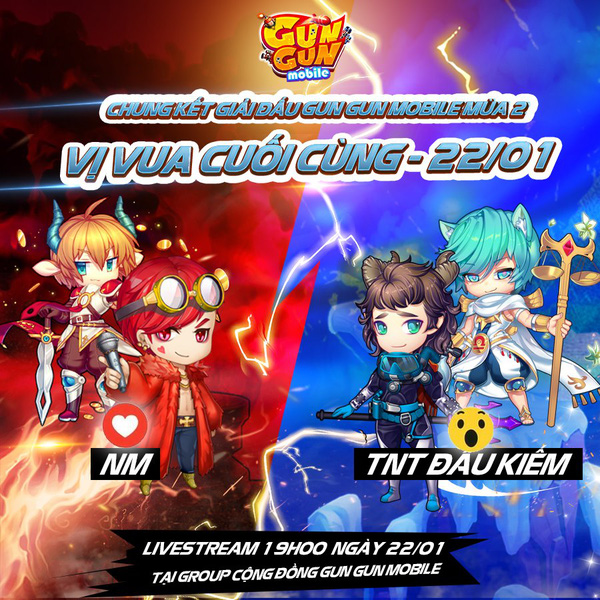 GUN
GUN
mobile
CHUNG KẾT GIẢI ĐẤU GUN GUN MOBILE MÙA 2
VỊ VUA CUỐI CÙNG - 22/01
NM
TNT ĐẤU KIẾM
LIVESTREAM 19H00 NGÀY 22/01
TẠI GROUP CỘNG ĐỒNG GUN GUN MOBILE